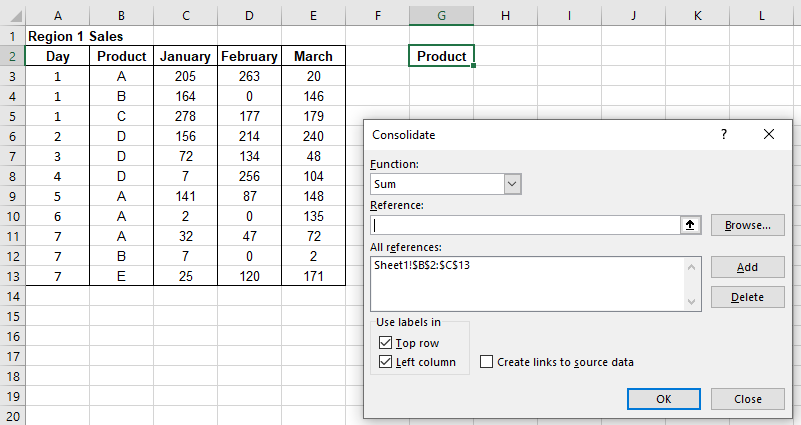 A B C D E F G H I J K L
1 Region 1 Sales
2 Day Product January February March Product
3 1 A 205 263 20
4 1 B 164 0 146
5 1 C 278 177 179
6 2 D 156 214 240
7 3 D 72 134 48
8 4 D 7 256 104
9 5 A 141 87 148
10 6 A 2 0 135
11 7 A 32 47 72
12 7 B 7 0 2
13 7 E 25 120 171
14
15
16
17
18
19
20
Consolidate ?
Function:
Sum
Reference:
Browse...
All references:
Sheet1!$B$2:$C$13
Add
Delete
Use labels in
Top row
Left column Create links to source data
OK Close